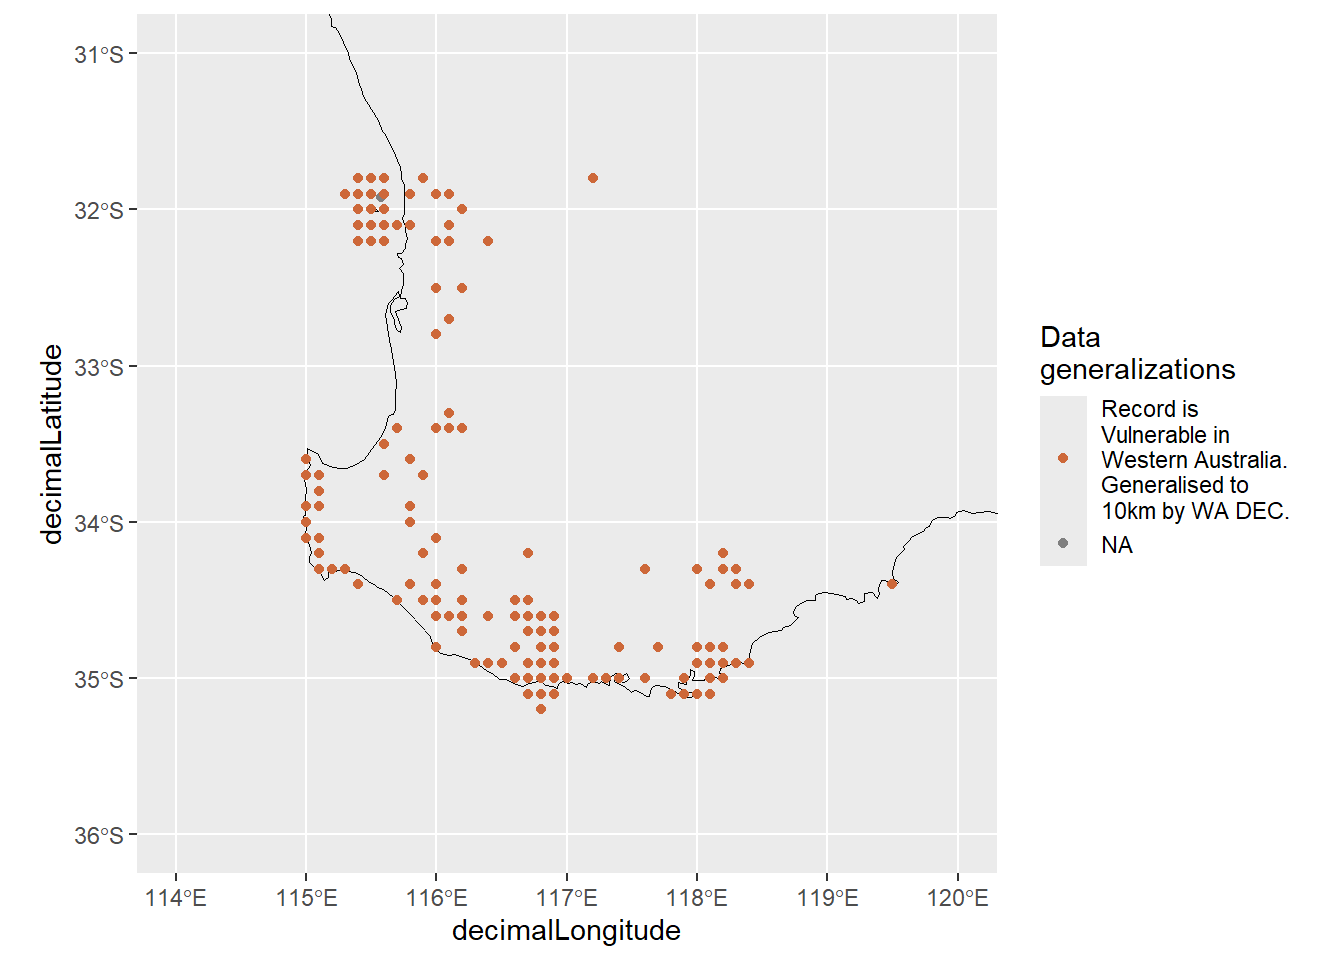 31°S
32°S
33°S
34°S
35°S
36°S
decimalLatitude
114°E
115°E
116°E
117°E
118°E
119°E
120°E
decimalLongitude
Data
generalizations
Record is
Vulnerable in
Western Australia.
Generalised to
10km by WA DEC.
NA